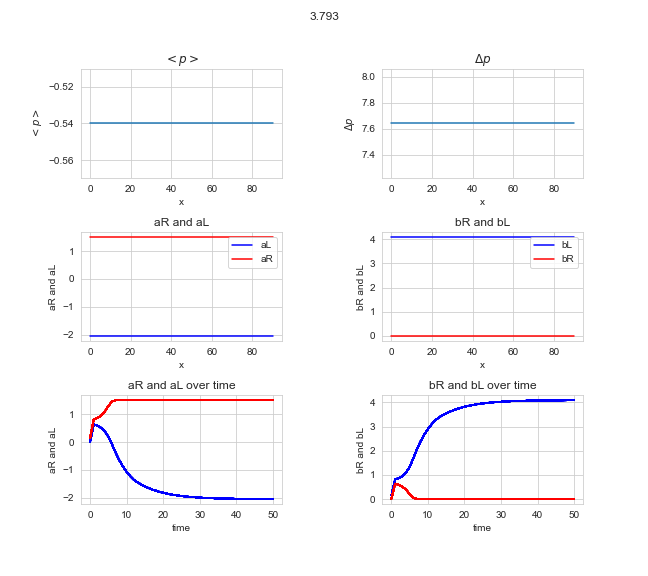 3.793
< p >
−0.52
−0.54
−0.56
< p >
0 20 40 60 80
x
Δp
8.0
7.8
7.6
7.4
Δp
0 20 40 60 80
x
aR and aL
1
0
−1
−2
aR and aL
aL
aR
0 20 40 60 80
x
bR and bL
4
3
2
1
0
bR and bL
bL
bR
0 20 40 60 80
x
aR and aL over time
1
0
−1
−2
aR and aL
0 10 20 30 40 50
time
bR and bL over time
4
3
2
1
0
bR and bL
0 10 20 30 40 50
time